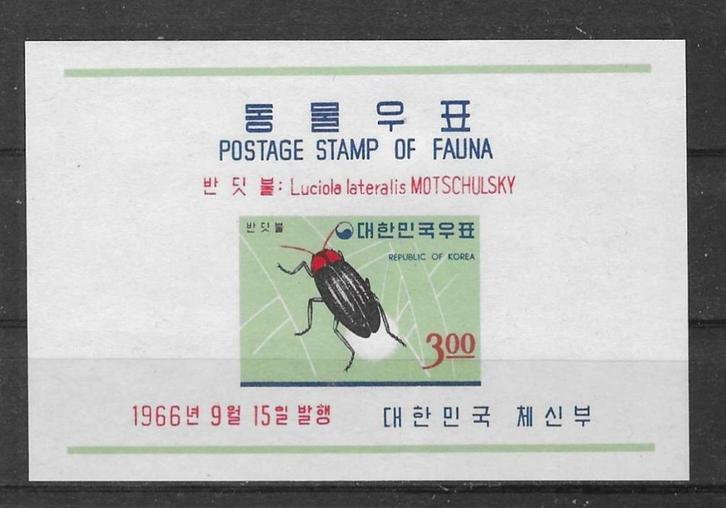 동물우표
POSTAGE STAMP OF FAUNA
반딧불: Luciola lateralis MOTSCHULSKY
반딧불
대한민국우표
REPUBLIC OF KOREA
3.00
1966년 9월 15일 발행 대한민국 체신부